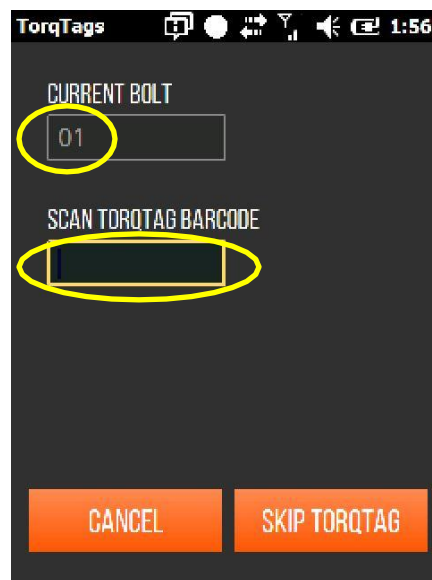 TorqTags 1:56
CURRENT BOLT
01
SCAN TORQTAG BARCODE
CANCEL SKIP TORQTAG